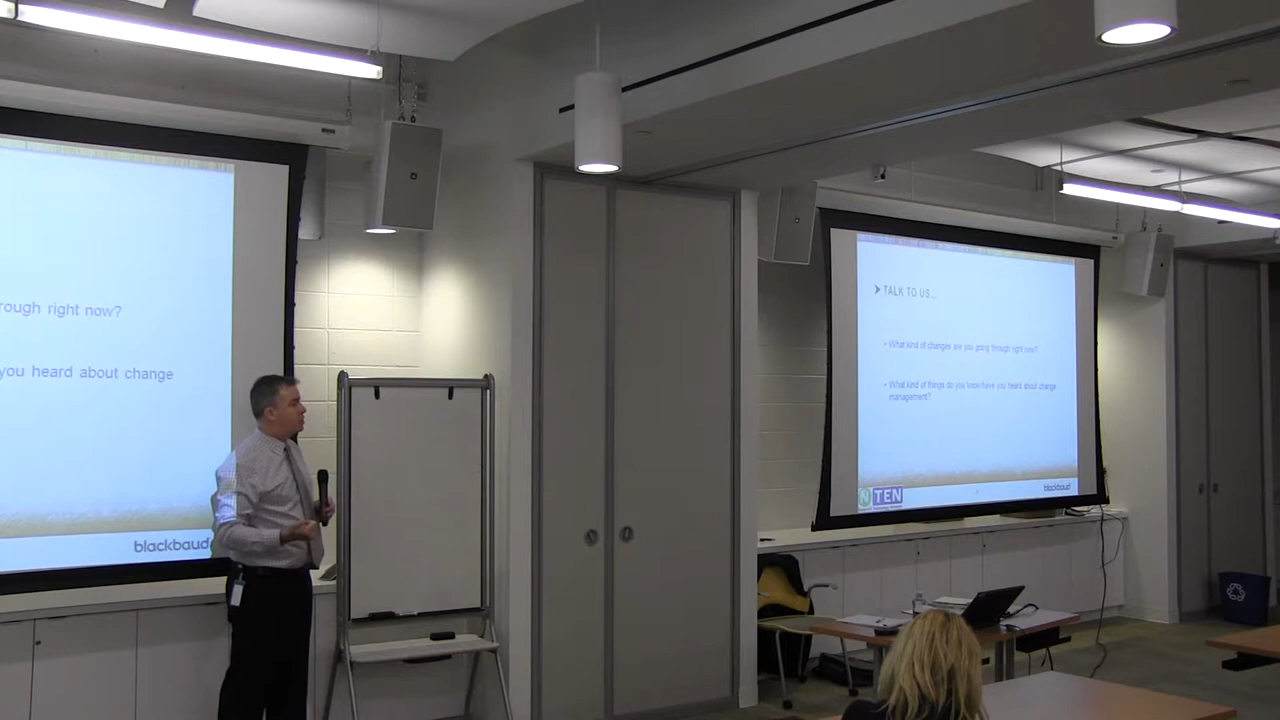 rough right now?
you heard about change
blackbaud
TALK TO US...
• What kind of changes are you going through right now?
• What kind of things do you know/have you heard about change
management?
N TEN
blackbaud